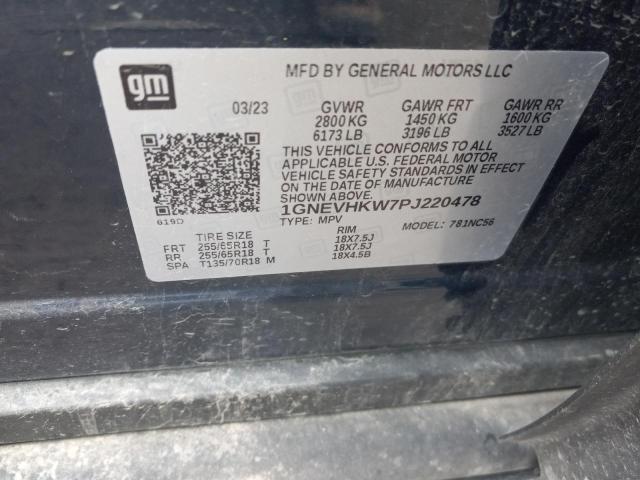 gm
MFD BY GENERAL MOTORS LLC
03/23 GVWR GAWR FRT GAWR RR
2800 KG 1450 KG 1600 KG
6173 LB 3196 LB 3527 LB
THIS VEHICLE CONFORMS TO ALL
APPLICABLE U.S. FEDERAL MOTOR
VEHICLE SAFETY STANDARDS IN EFFECT
ON THE DATE OF MANUFACTURE SHOWN ABOVE.
1GNEVHKW7PJ220478
619D TYPE: MPV MODEL: 781NC56
TIRE SIZE RIM
FRT 255/65R18 T 18X7.5J
RR 255/65R18 T 18X7.5J
SPA T135/70R18 M 18X4.5B